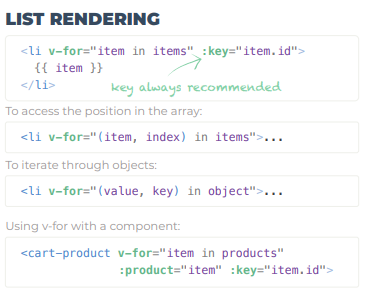 LIST RENDERING
<li v-for="item in items" :key="item.id">
{{ item }}
</li>
key always recommended
To access the position in the array:
<li v-for="(item, index) in items">...
To iterate through objects:
<li v-for="(value, key) in object">...
Using v-for with a component:
<cart-product v-for="item in products"
:product="item" :key="item.id">